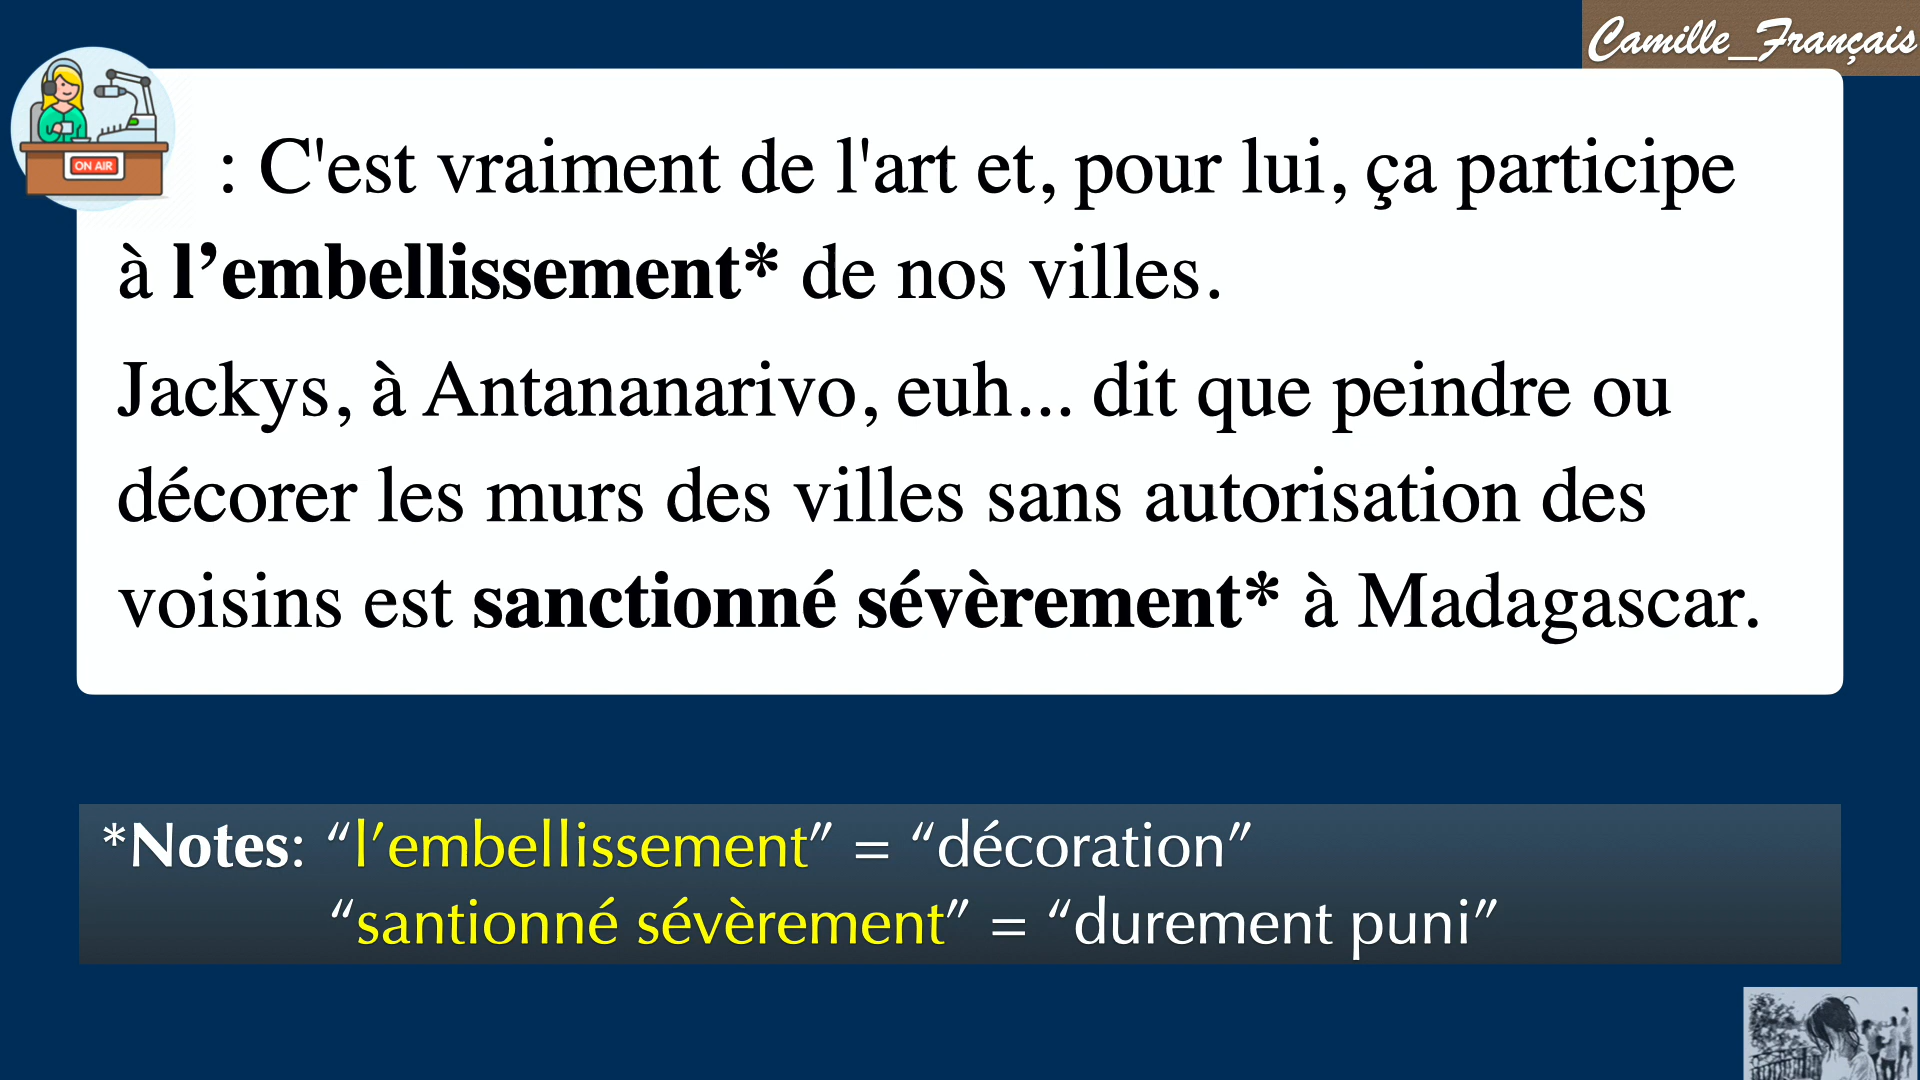 Camille_Français
ON AIR
: C'est vraiment de l'art et, pour lui, ça participe
à l’embellissement* de nos villes.
Jackys, à Antananarivo, euh... dit que peindre ou
décorer les murs des villes sans autorisation des
voisins est sanctionné sévèrement* à Madagascar.
*Notes: “l’embellissement” = “décoration”
“santionné sévèrement” = “durement puni”